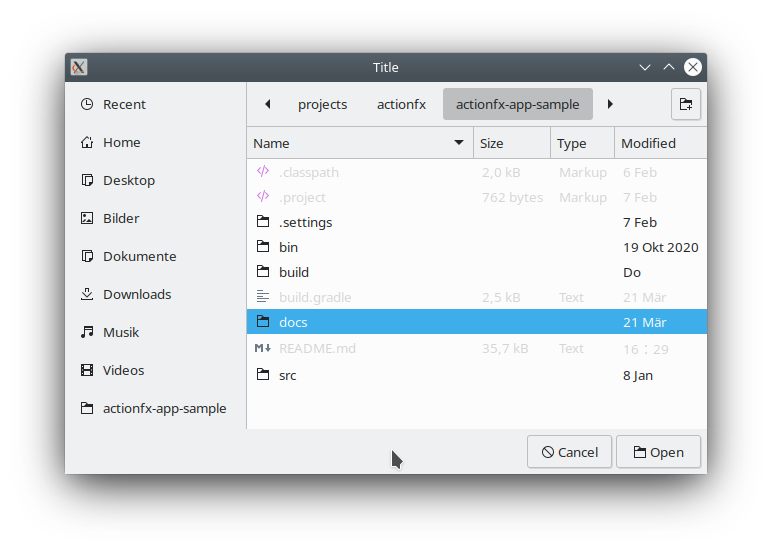 Title
Recent
Home
Desktop
Bilder
Dokumente
Downloads
Musik
Videos
actionfx-app-sample
projects actionfx actionfx-app-sample
Name Size Type Modified
.classpath 2,0 kB Markup 6 Feb
.project 762 bytes Markup 7 Feb
.settings 7 Feb
bin 19 Okt 2020
build Do
build.gradle 2,5 kB Text 21 Mär
docs 21 Mär
README.md 35,7 kB Text 16:29
src 8 Jan
Cancel Open